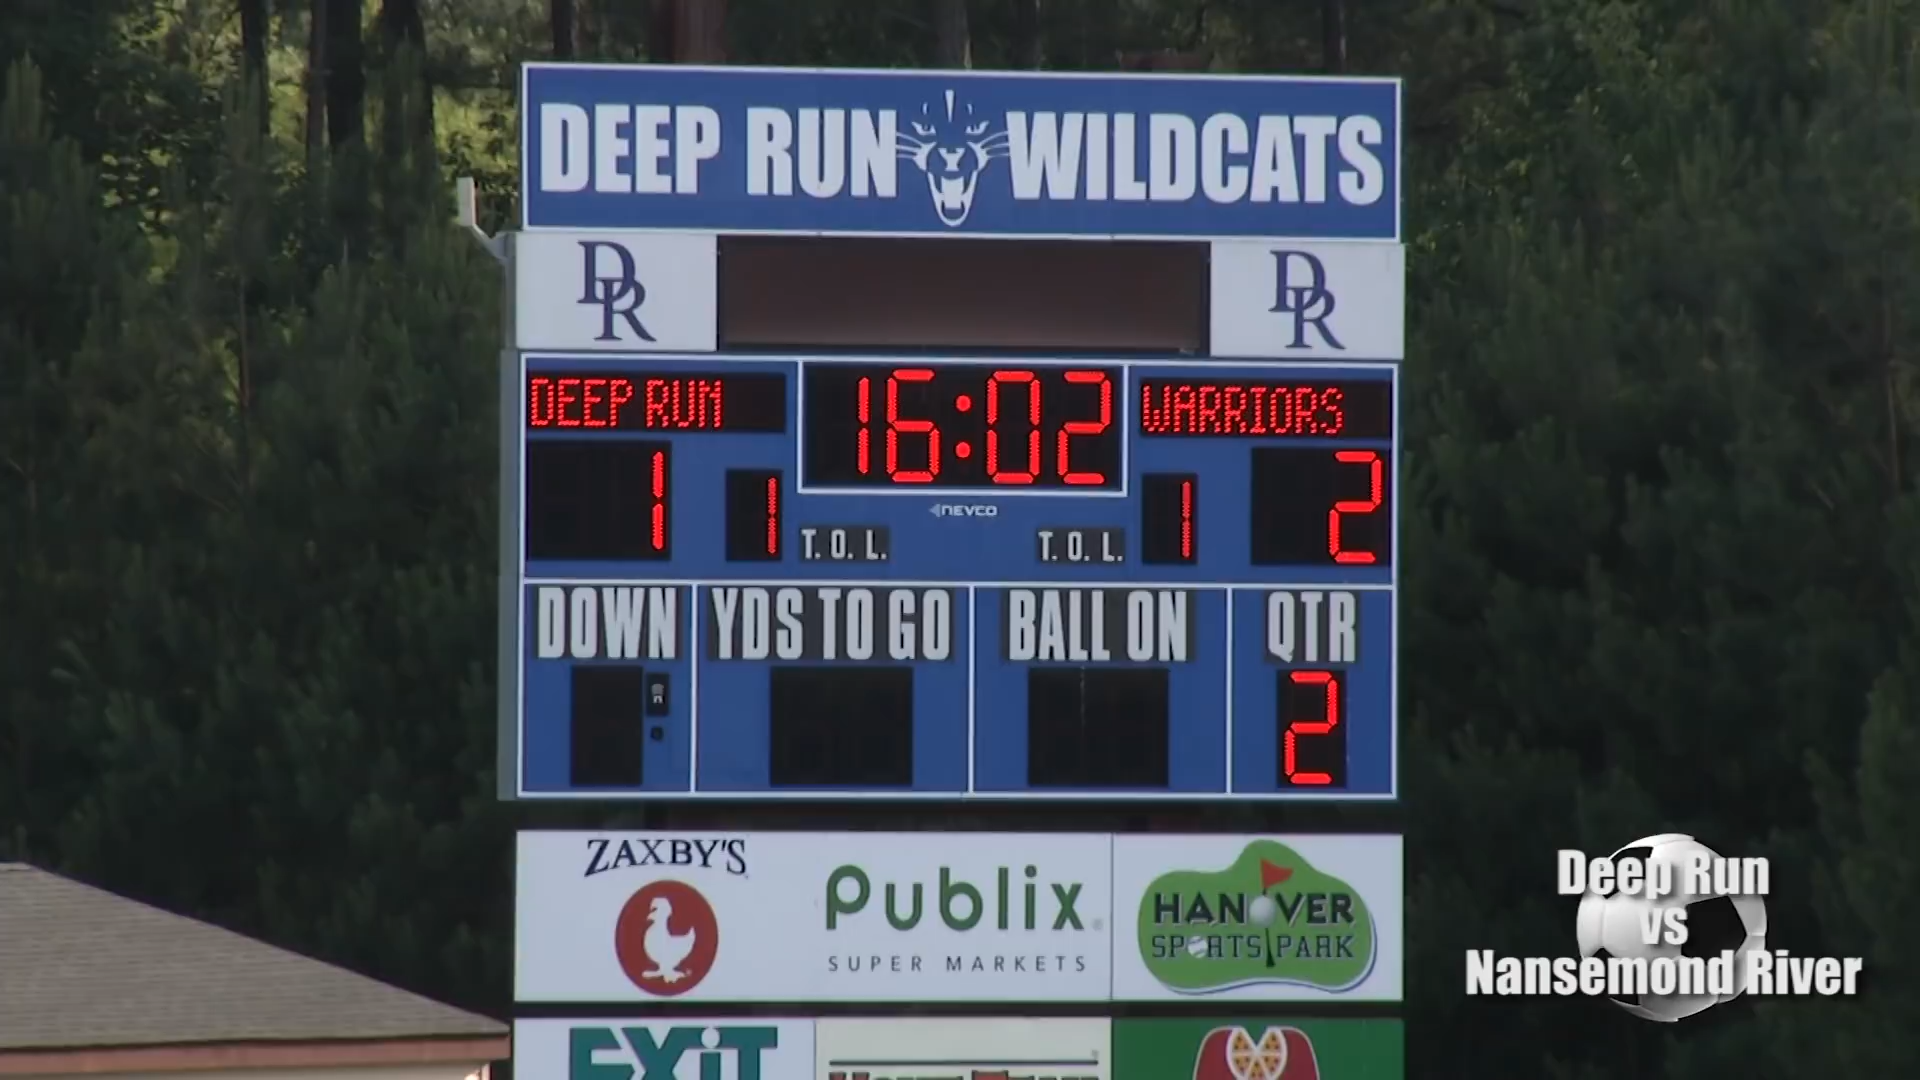 DEEP RUN WILDCATS
DR DR
DEEP RUN 16:02 WARRIORS
1 1 T. O. L. NEVCO T. O. L. 1 2
DOWN YDS TO GO BALL ON QTR
2
ZAXBY'S
Publix
SUPER MARKETS
HANOVER
SPORTS PARK
EXiT
Deep Run
vs
Nansemond River